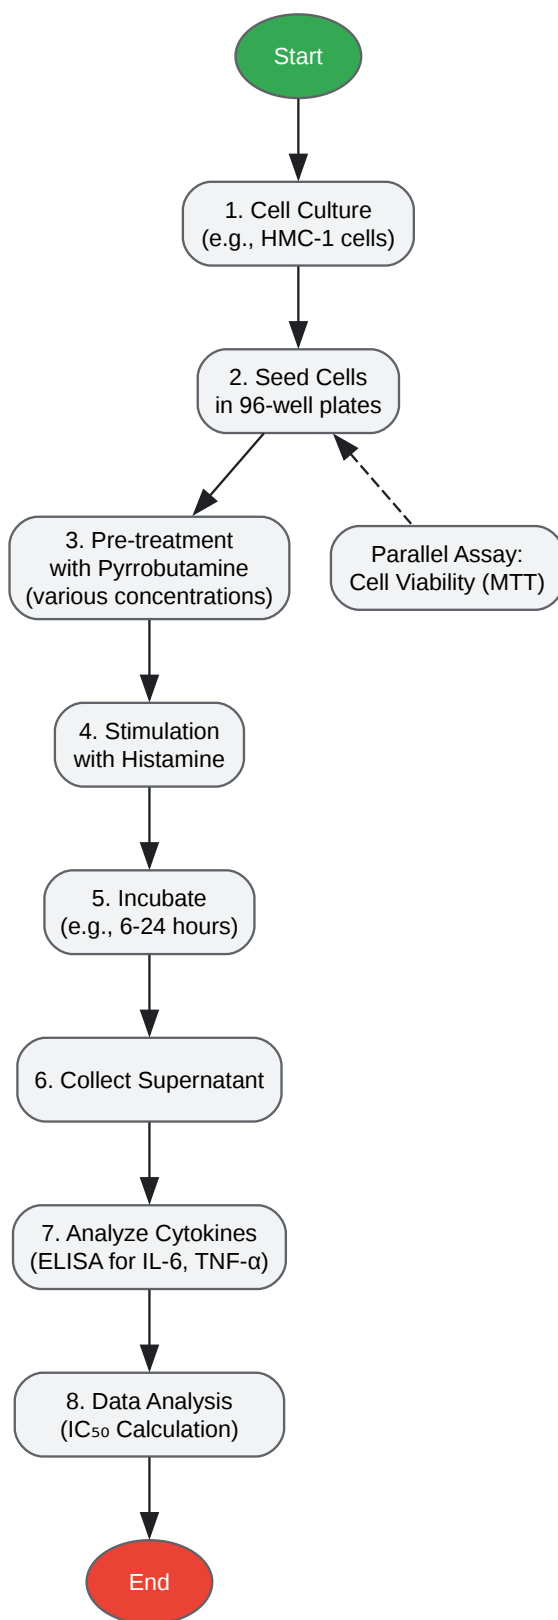 Start
1. Cell Culture
(e.g., HMC-1 cells)
2. Seed Cells
in 96-well plates
3. Pre-treatment
with Pyrrobutamine
(various concentrations)
Parallel Assay:
Cell Viability (MTT)
4. Stimulation
with Histamine
5. Incubate
(e.g., 6-24 hours)
6. Collect Supernatant
7. Analyze Cytokines
(ELISA for IL-6, TNF-α)
8. Data Analysis
(IC₅₀ Calculation)
End